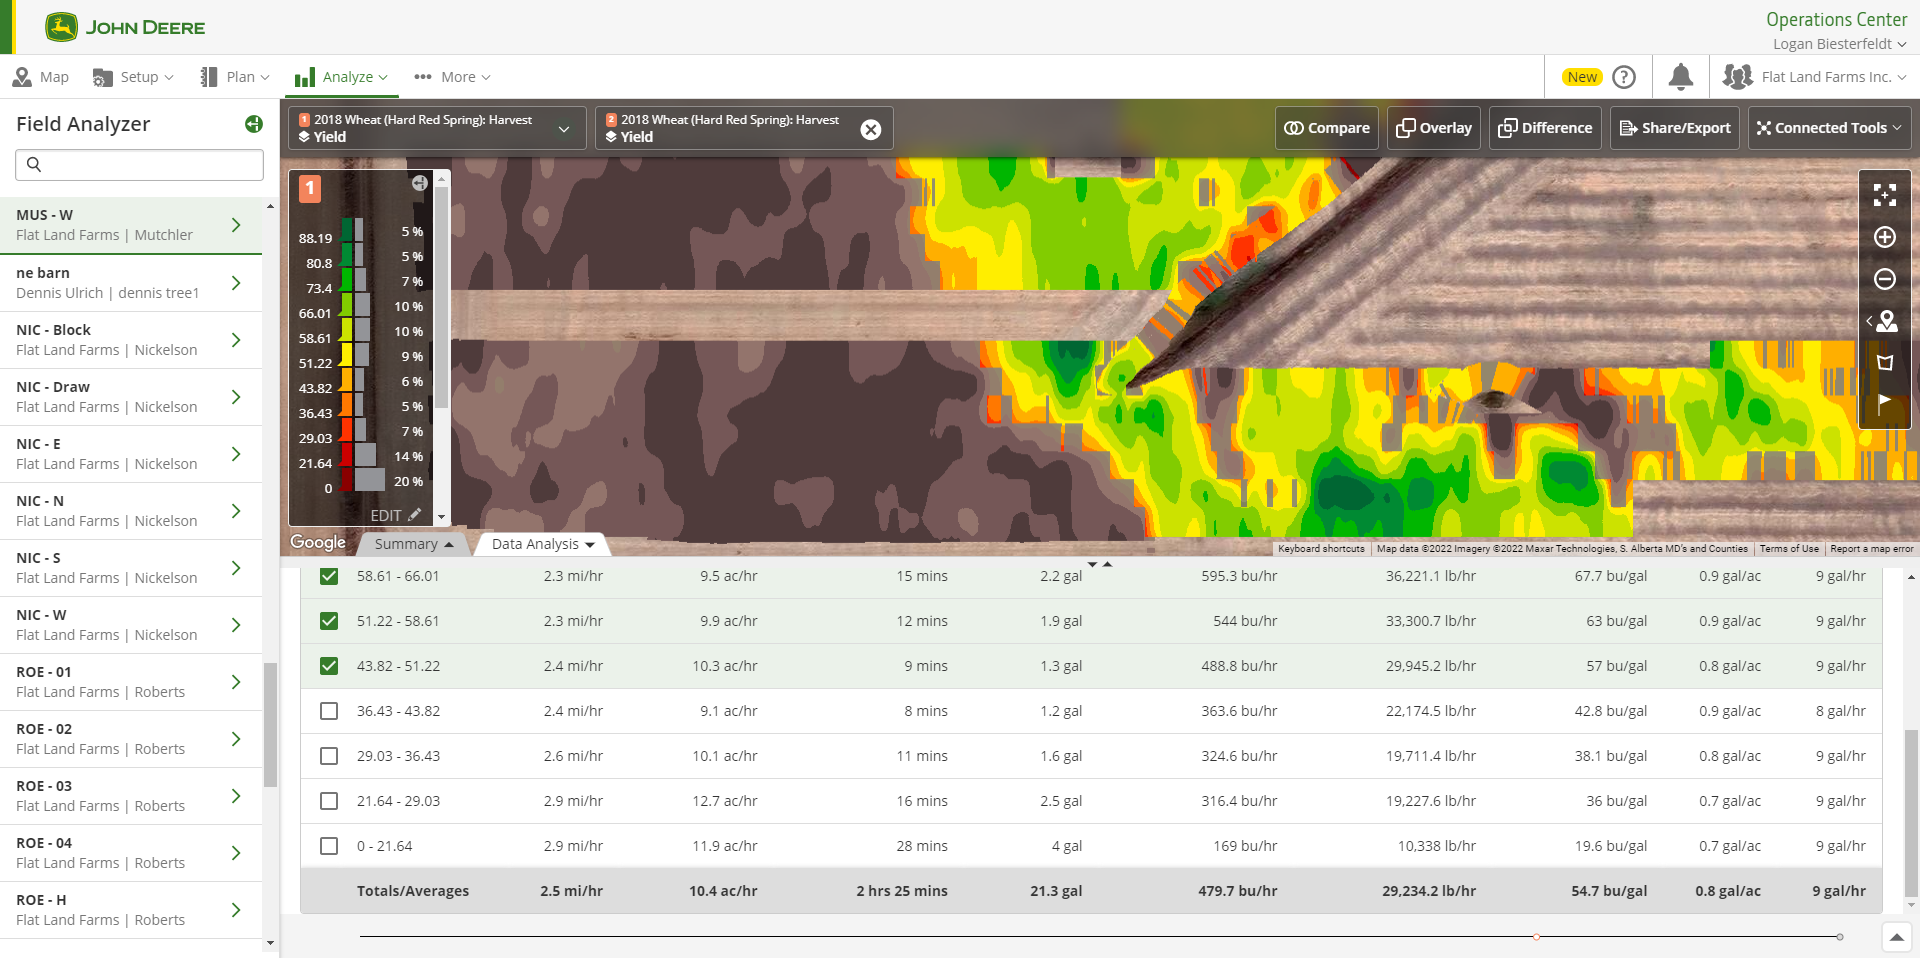 JOHN DEERE
Operations Center
Logan Biesterfeldt
Map
Setup
Plan
Analyze
More
New
?
Flat Land Farms Inc.
Field Analyzer
MUS - W
Flat Land Farms | Mutchler
ne barn
Dennis Ulrich | dennis tree1
NIC - Block
Flat Land Farms | Nickelson
NIC - Draw
Flat Land Farms | Nickelson
NIC - E
Flat Land Farms | Nickelson
NIC - N
Flat Land Farms | Nickelson
NIC - S
Flat Land Farms | Nickelson
NIC - W
Flat Land Farms | Nickelson
ROE - 01
Flat Land Farms | Roberts
ROE - 02
Flat Land Farms | Roberts
ROE - 03
Flat Land Farms | Roberts
ROE - 04
Flat Land Farms | Roberts
ROE - H
Flat Land Farms | Roberts
1 2018 Wheat (Hard Red Spring): Harvest
Yield
2 2018 Wheat (Hard Red Spring): Harvest
Yield
Compare
Overlay
Difference
Share/Export
Connected Tools
1
5 %
88.19
5 %
80.8
7 %
73.4
10 %
66.01
10 %
58.61
9 %
51.22
6 %
43.82
5 %
36.43
7 %
29.03
14 %
21.64
20 %
0
EDIT
Google
Summary
Data Analysis
Keyboard shortcuts
Map data ©2022 Imagery ©2022 Maxar Technologies, S. Alberta MD's and Counties
Terms of Use
Report a map error
58.61 - 66.01 2.3 mi/hr 9.5 ac/hr 15 mins 2.2 gal 595.3 bu/hr 36,221.1 lb/hr 67.7 bu/gal 0.9 gal/ac 9 gal/hr
51.22 - 58.61 2.3 mi/hr 9.9 ac/hr 12 mins 1.9 gal 544 bu/hr 33,300.7 lb/hr 63 bu/gal 0.9 gal/ac 9 gal/hr
43.82 - 51.22 2.4 mi/hr 10.3 ac/hr 9 mins 1.3 gal 488.8 bu/hr 29,945.2 lb/hr 57 bu/gal 0.8 gal/ac 9 gal/hr
36.43 - 43.82 2.4 mi/hr 9.1 ac/hr 8 mins 1.2 gal 363.6 bu/hr 22,174.5 lb/hr 42.8 bu/gal 0.9 gal/ac 8 gal/hr
29.03 - 36.43 2.6 mi/hr 10.1 ac/hr 11 mins 1.6 gal 324.6 bu/hr 19,711.4 lb/hr 38.1 bu/gal 0.8 gal/ac 9 gal/hr
21.64 - 29.03 2.9 mi/hr 12.7 ac/hr 16 mins 2.5 gal 316.4 bu/hr 19,227.6 lb/hr 36 bu/gal 0.7 gal/ac 9 gal/hr
0 - 21.64 2.9 mi/hr 11.9 ac/hr 28 mins 4 gal 169 bu/hr 10,338 lb/hr 19.6 bu/gal 0.7 gal/ac 9 gal/hr
Totals/Averages 2.5 mi/hr 10.4 ac/hr 2 hrs 25 mins 21.3 gal 479.7 bu/hr 29,234.2 lb/hr 54.7 bu/gal 0.8 gal/ac 9 gal/hr